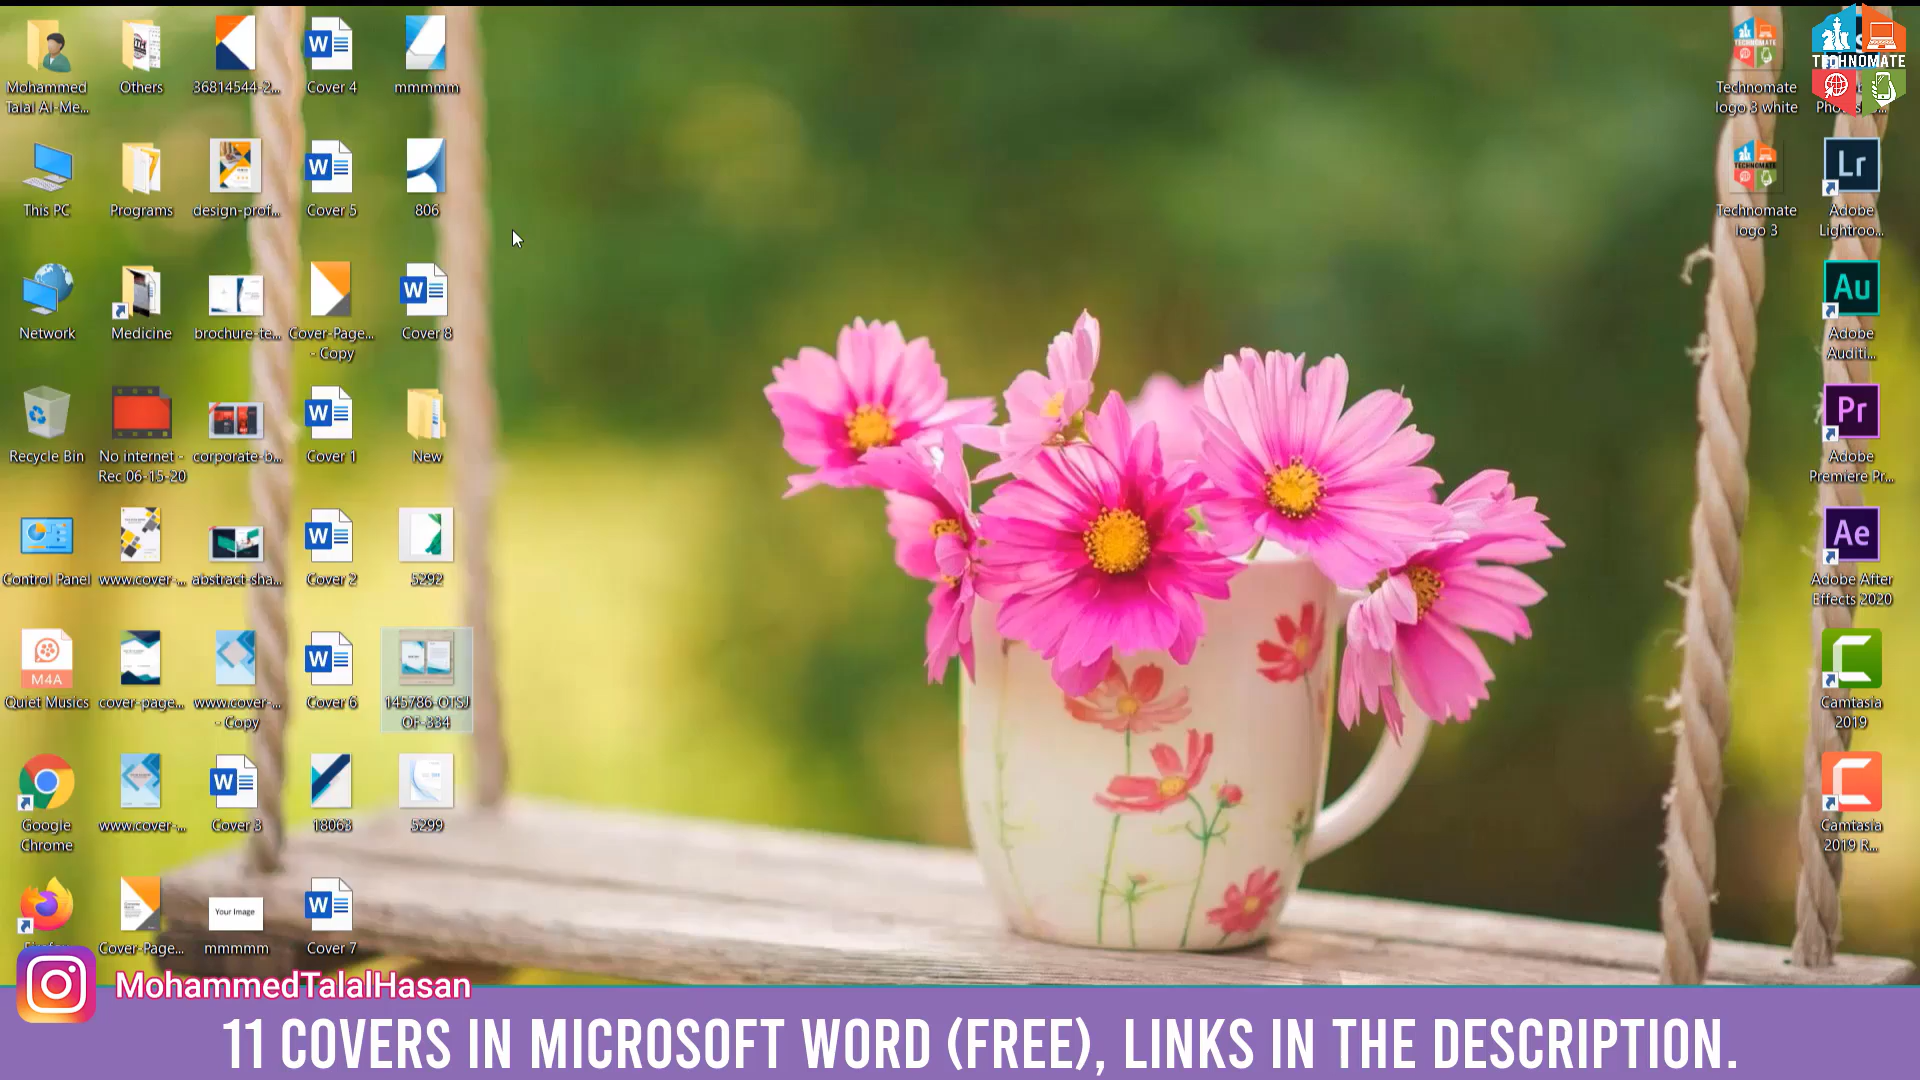 Mohammed
Talal Al-Me...
Others
36814544-2...
Cover 4
mmmmm
This PC
Programs
design-prof...
Cover 5
806
Network
Medicine
brochure-te...
Cover-Page...
- Copy
Cover 8
Recycle Bin
No internet -
Rec 06-15-20
corporate-b...
Cover 1
New
Control Panel
www.cover-...
abstract-sha...
Cover 2
5292
M4A
Quiet Musics
cover-page...
www.cover-...
- Copy
Cover 6
145786-OTSJ
OF-334
Google
Chrome
www.cover-...
Cover 3
18063
5299
Cover-Page...
Your Image
mmmmm
Cover 7
Technomate
logo 3 white
TECHNOMATE
Technomate
logo 3
Lr
Adobe
Lightroo...
Au
Adobe
Auditi...
Pr
Adobe
Premiere Pr...
Ae
Adobe After
Effects 2020
Camtasia
2019
Camtasia
2019 R...
MohammedTalalHasan
11 COVERS IN MICROSOFT WORD (FREE), LINKS IN THE DESCRIPTION.